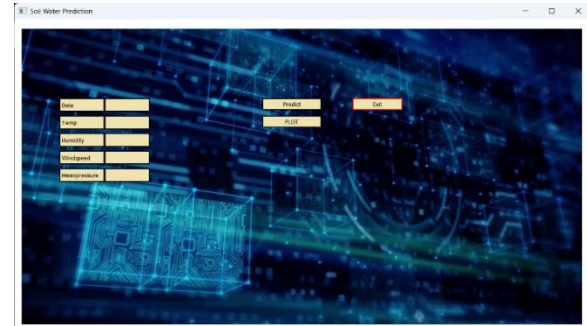 Soil Water Prediction
Date
Predict
Exit
Temp
PLOT
Humidity
Windspeed
Meanpressure